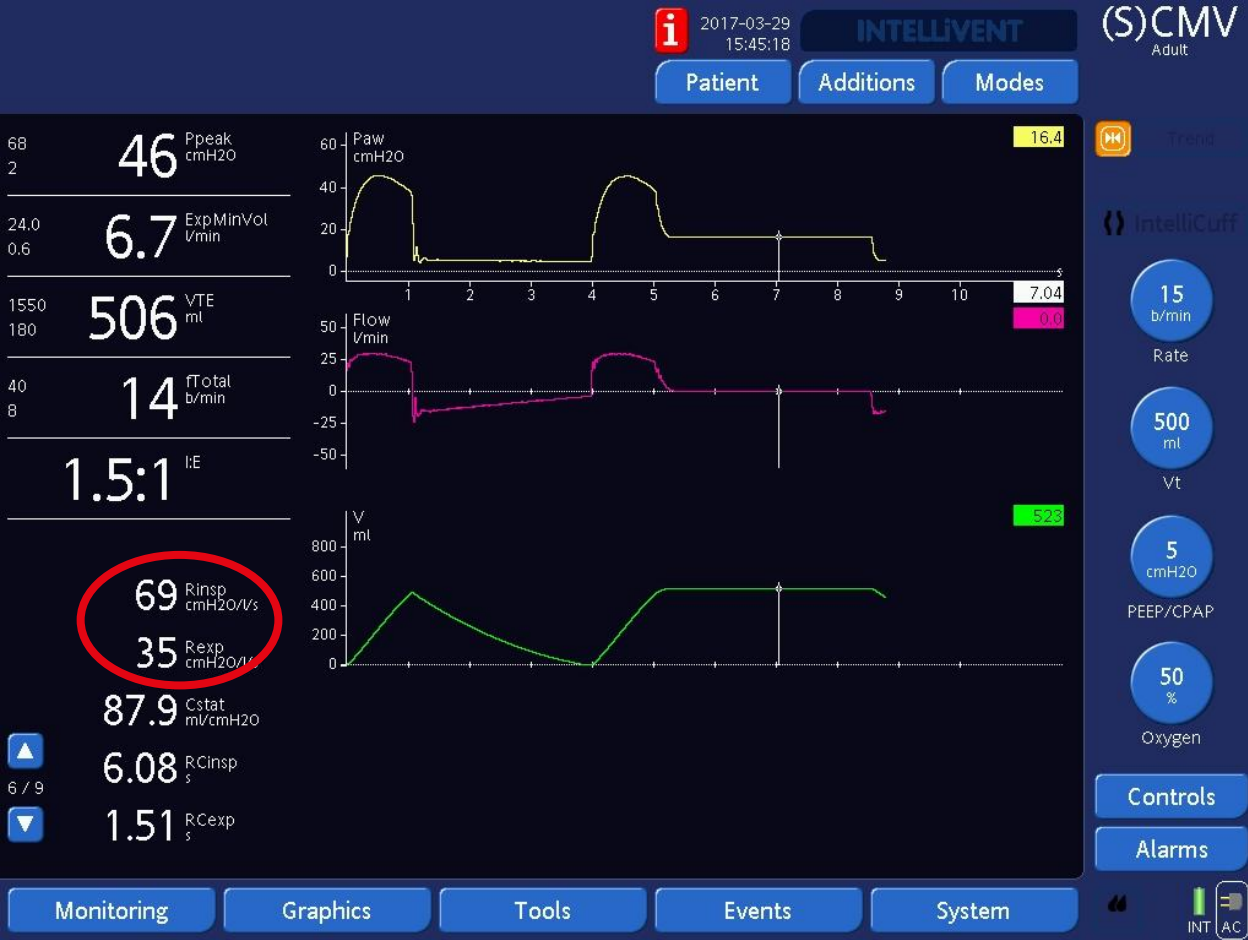 2017-03-29
15:45:18
INTELLiVENT
(S)CMV
Adult
Patient
Additions
Modes
68
2
46
Ppeak
cmH2O
24.0
0.6
6.7
ExpMinVol
l/min
1550
180
506
VTE
ml
40
8
14
fTotal
b/min
1.5:1
I:E
69
Rinsp
cmH2O/l/s
35
Rexp
cmH2O/l/s
87.9
Cstat
ml/cmH2O
6 / 9
6.08
RCinsp
s
1.51
RCexp
s
Paw
cmH2O
16.4
60
40
20
0
s
1 2 3 4 5 6 7 8 9 10
7.04
Flow
l/min
0.0
50
25
0
-25
-50
V
ml
523
800
600
400
200
0
Trend
IntelliCuff
15
b/min
Rate
500
ml
Vt
5
cmH2O
PEEP/CPAP
50
%
Oxygen
Controls
Alarms
Monitoring
Graphics
Tools
Events
System
INT
AC